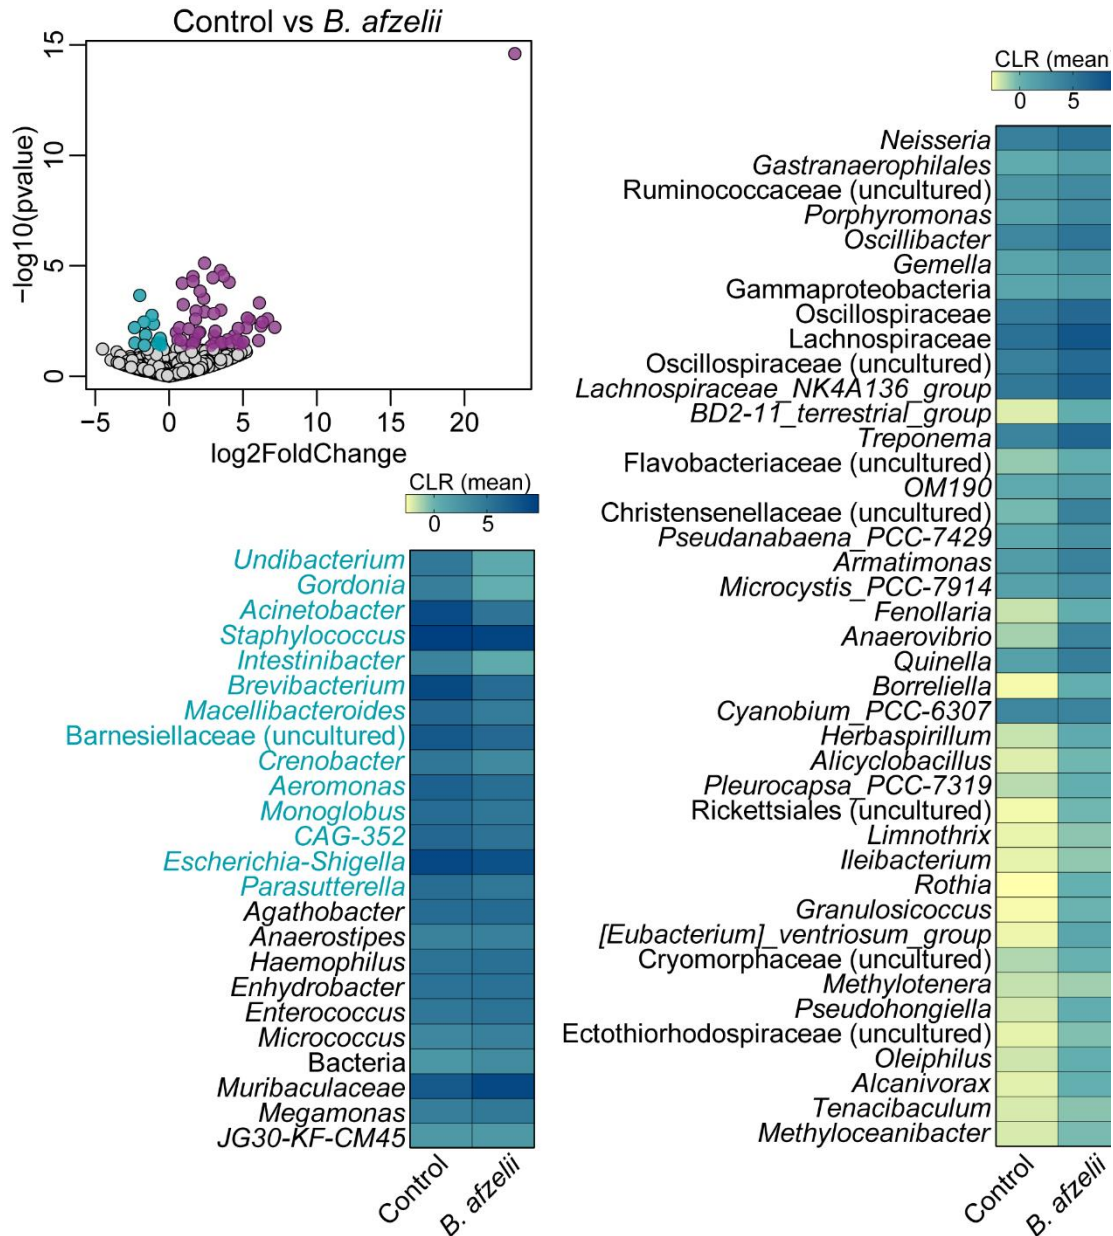 Control vs B. afzelii
15
10
5
0
−log10(pvalue)
−5
0
5
10
15
20
log2FoldChange
CLR (mean)
0
5
Undibacterium
Gordonia
Acinetobacter
Staphylococcus
Intestinibacter
Brevibacterium
Macellibacteroides
Barnesiellaceae (uncultured)
Crenobacter
Aeromonas
Monoglobus
CAG-352
Escherichia-Shigella
Parasutterella
Agathobacter
Anaerostipes
Haemophilus
Enhydrobacter
Enterococcus
Micrococcus
Bacteria
Muribaculaceae
Megamonas
JG30-KF-CM45
Control
B. afzelii
CLR (mean)
0
5
Neisseria
Gastranaerophilales
Ruminococcaceae (uncultured)
Porphyromonas
Oscillibacter
Gemella
Gammaproteobacteria
Oscillospiraceae
Lachnospiraceae
Oscillospiraceae (uncultured)
Lachnospiraceae_NK4A136_group
BD2-11_terrestrial_group
Treponema
Flavobacteriaceae (uncultured)
OM190
Christensenellaceae (uncultured)
Pseudanabaena_PCC-7429
Armatimonas
Microcystis_PCC-7914
Fenollaria
Anaerovibrio
Quinella
Borreliella
Cyanobium_PCC-6307
Herbaspirillum
Alicyclobacillus
Pleurocapsa_PCC-7319
Rickettsiales (uncultured)
Limnothrix
Ileibacterium
Rothia
Granulosicoccus
[Eubacterium]_ventriosum_group
Cryomorphaceae (uncultured)
Methylotenera
Pseudohongiella
Ectothiorhodospiraceae (uncultured)
Oleiphilus
Alcanivorax
Tenacibaculum
Methyloceanibacter
Control
B. afzelii